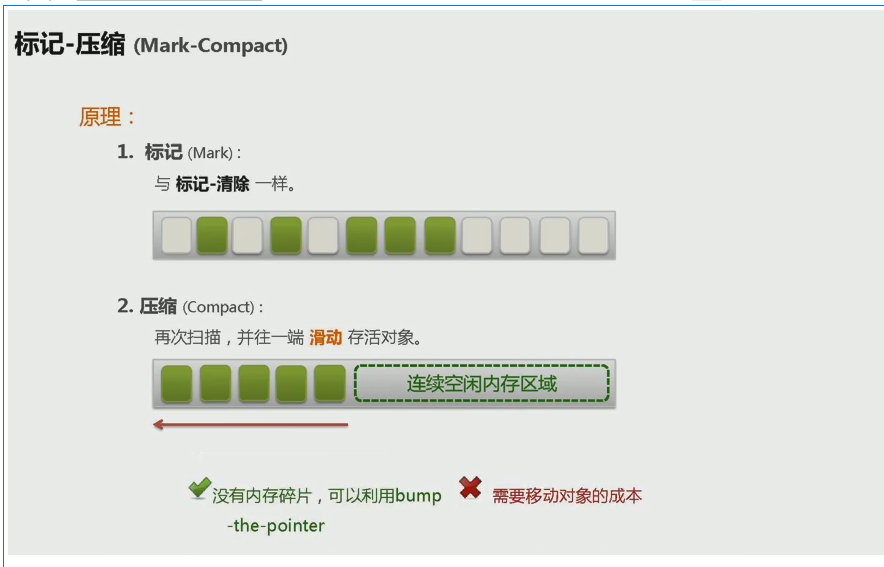 标记-压缩 (Mark-Compact)
原理：
1. 标记 (Mark)：
与 标记-清除 一样。
2. 压缩 (Compact)：
再次扫描，并往一端 滑动 存活对象。
连续空闲内存区域
没有内存碎片，可以利用bump
-the-pointer
需要移动对象的成本